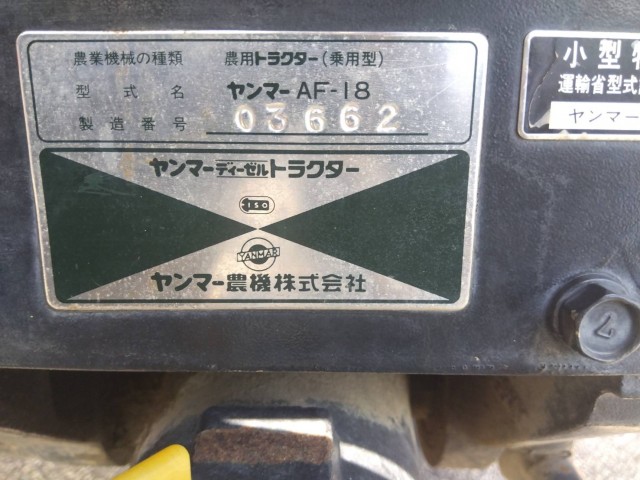 農業機械の種類 農用トラクター(乗用型)
型式名 ヤンマー AF-18
製造番号 03662
ヤンマーディーゼルトラクター
ISO
YANMAR
ヤンマー農機株式会社
小型特
運輸省型式
ヤンマー
7